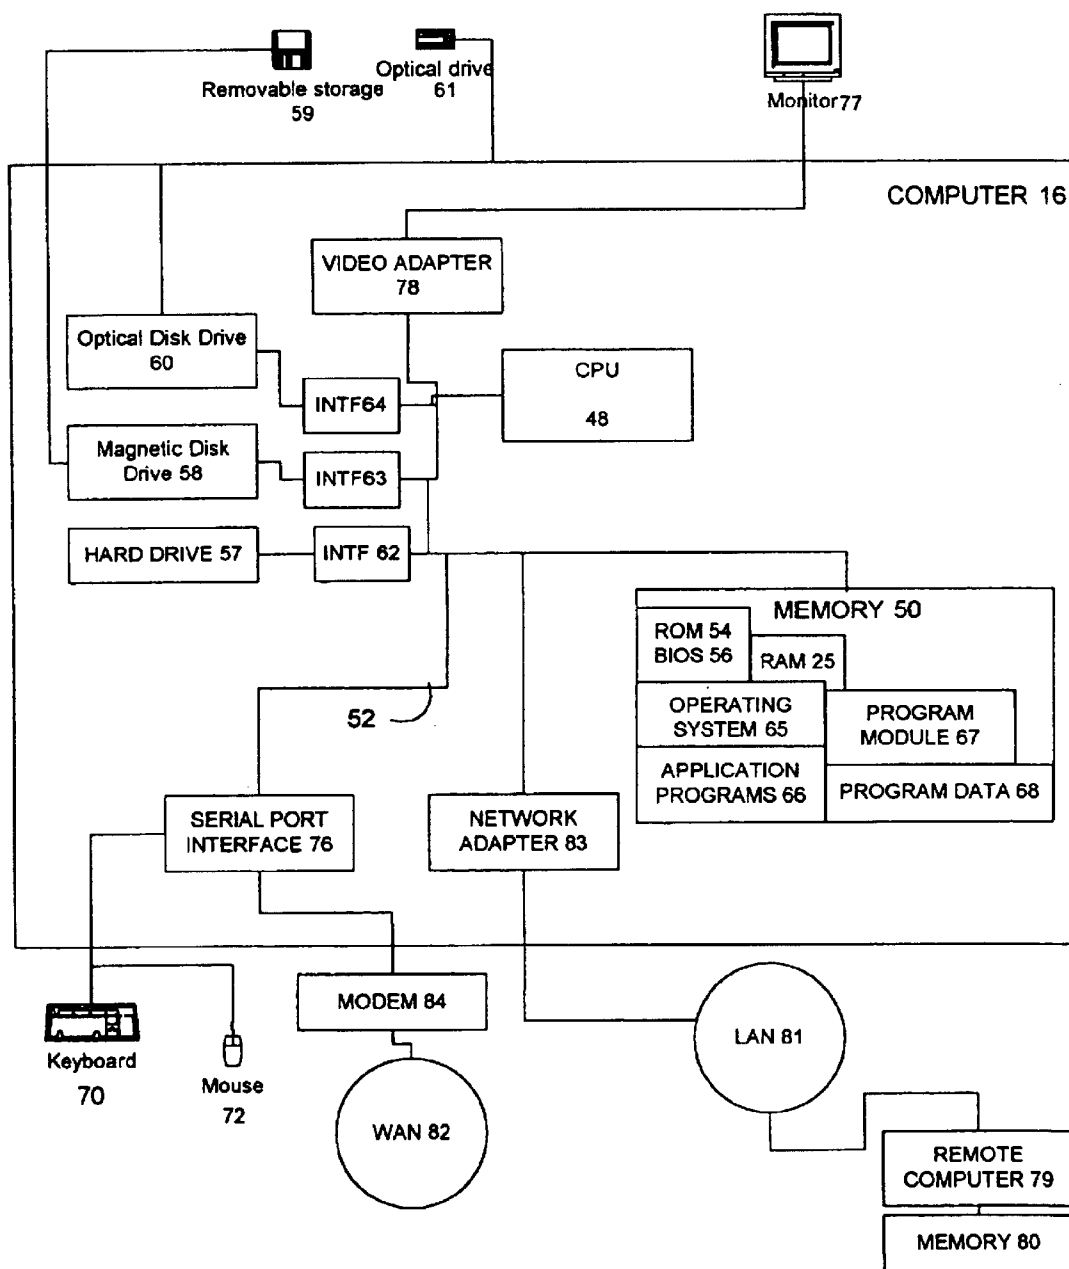 Removable storage
59
Optical drive
61
Monitor77
COMPUTER 16
VIDEO ADAPTER
78
Optical Disk Drive
60
INTF64
CPU
48
Magnetic Disk
Drive 58
INTF63
HARD DRIVE 57
INTF 62
MEMORY 50
ROM 54
BIOS 56
RAM 25
OPERATING
SYSTEM 65
PROGRAM
MODULE 67
APPLICATION
PROGRAMS 66
PROGRAM DATA 68
52
SERIAL PORT
INTERFACE 76
NETWORK
ADAPTER 83
MODEM 84
LAN 81
Keyboard
70
Mouse
72
WAN 82
REMOTE
COMPUTER 79
MEMORY 80